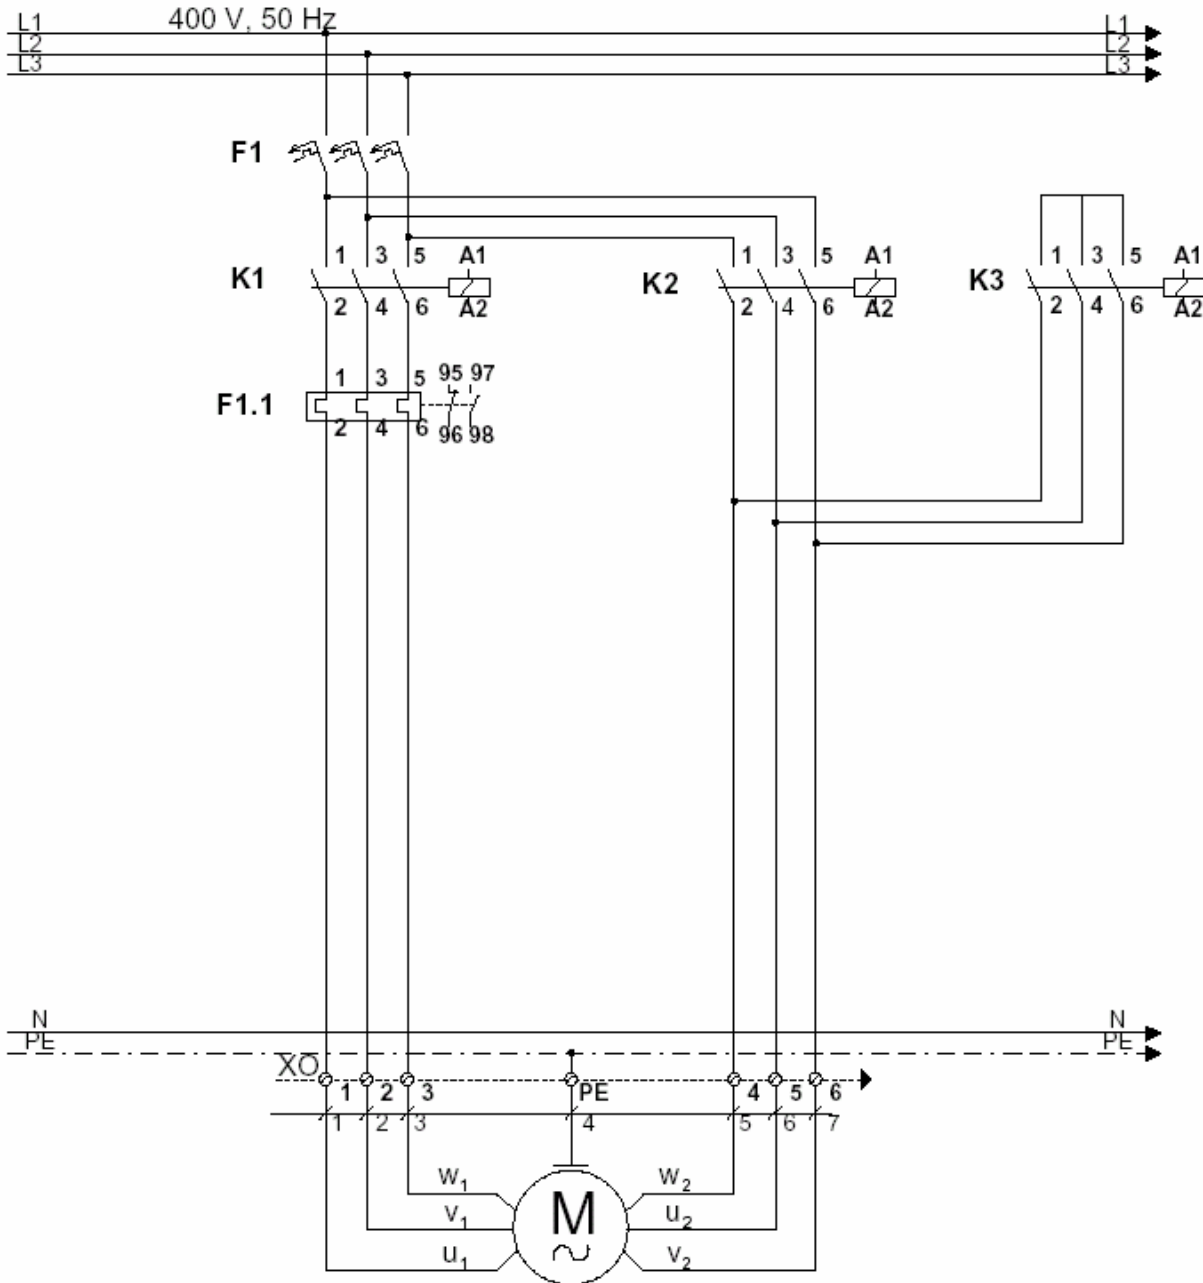 400 V, 50 Hz
L1 L1
L2 L2
L3 L3
F1
1 3 5 A1 1 3 5 A1 1 3 5 A1
K1 K2 K3
2 4 6 A2 2 4 6 A2 2 4 6 A2
1 3 5 95 97
F1.1
2 4 6 96 98
N N
PE PE
XO
1 2 3 PE 4 5 6
1 2 3 4 5 6 7
w1 w2
M
v1 u2
u1 v2